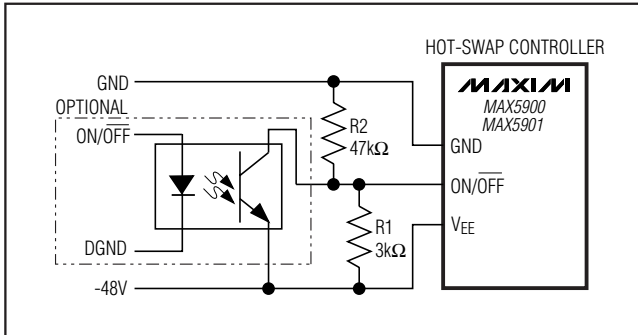 HOT-SWAP CONTROLLER
GND
OPTIONAL
ON/OFF
DGND
-48V
R2
47kΩ
R1
3kΩ
MAXIM
MAX5900
MAX5901
GND
ON/OFF
VEE